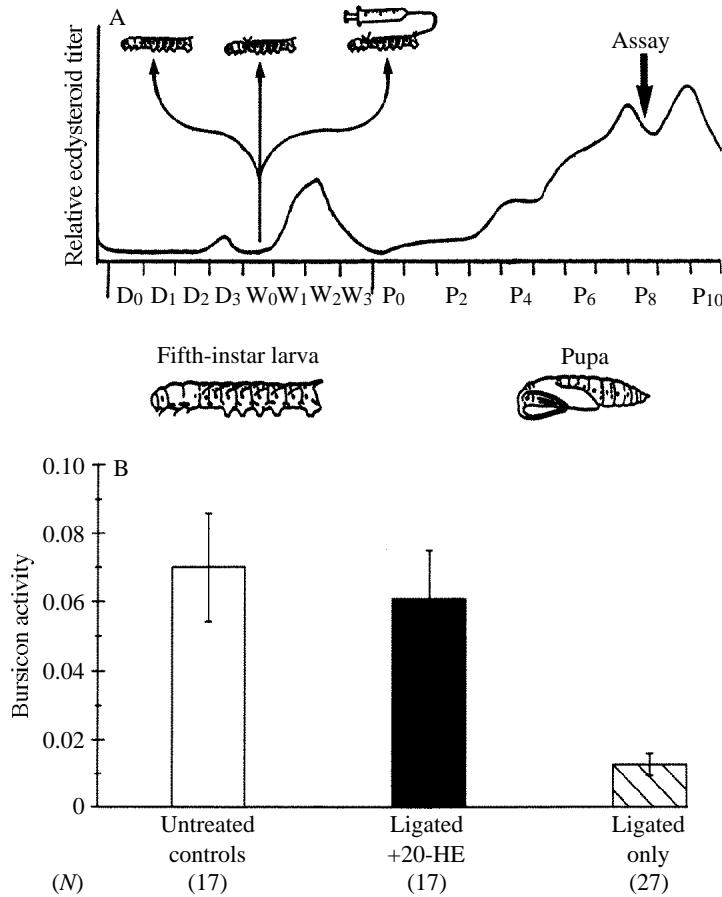 A
Assay
Relative ecdysteroid titer
D0 D1 D2 D3 W0 W1 W2 W3 P0 P2 P4 P6 P8 P10
Fifth-instar larva
Pupa
B
Bursicon activity
0.10
0.08
0.06
0.04
0.02
0
Untreated controls
Ligated +20-HE
Ligated only
(N)
(17)
(17)
(27)